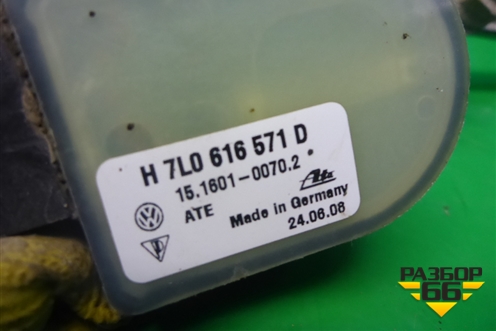 H 7L0 616 571 D
15.1601-0070.2
ATE
Ate
Made in Germany
24.06.08
РАЗБОР
66